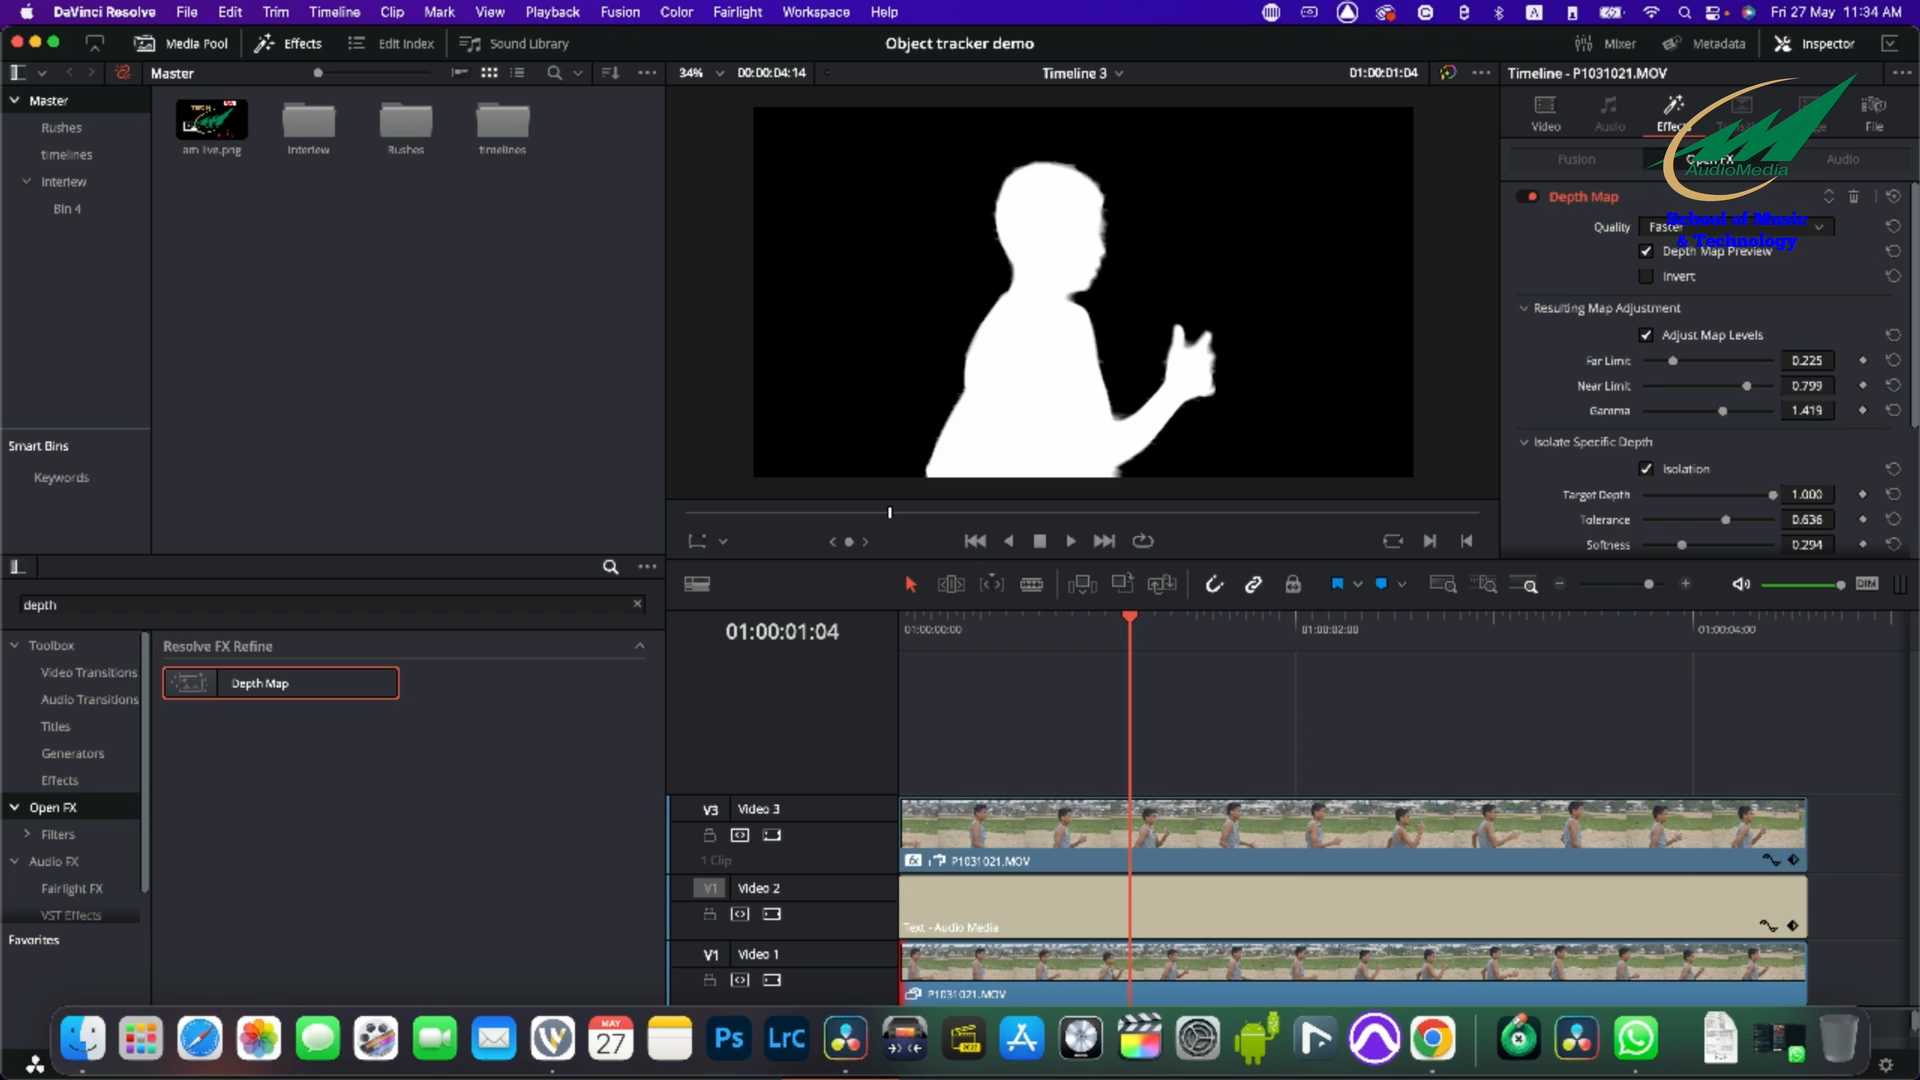 DaVinci Resolve File Edit Trim Timeline Clip Mark View Playback Fusion Color Fairlight Workspace Help Fri 27 May 11:34 AM
Media Pool Effects Edit Index Sound Library Object tracker demo Mixer Metadata Inspector
Master 34% 00:00:04:14 Timeline 3 01:00:01:04 Timeline - P1031021.MOV
Master
Rushes
timelines
Interiew
Bin 4
am live.png Interiew Rushes timelines
Video Audio Effects File
Fusion Open FX Audio
AudioMedia
School of Music
& Technology
Depth Map
Quality Faster
Depth Map Preview
Invert
Resulting Map Adjustment
Adjust Map Levels
Far Limit 0.225
Near Limit 0.799
Gamma 1.419
Isolate Specific Depth
Isolation
Target Depth 1.000
Tolerance 0.636
Softness 0.294
Smart Bins
Keywords
depth
Toolbox
Video Transitions
Audio Transitions
Titles
Generators
Effects
Open FX
Filters
Audio FX
Fairlight FX
VST Effects
Favorites
Resolve FX Refine
Depth Map
DIM
01:00:01:04 01:00:00:00 01:00:02:00 01:00:04:00
V3 Video 3
1 Clip
fx P1031021.MOV
V1 Video 2
Text - Audio Media
V1 Video 1
P1031021.MOV
MAY
27
Ps
LrC